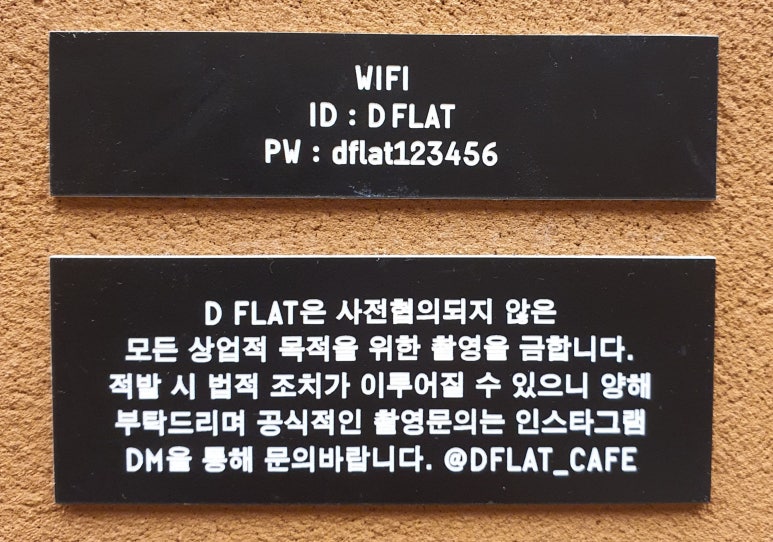 WIFI
ID : D FLAT
PW : dflat123456
D FLAT은 사전협의되지 않은
모든 상업적 목적을 위한 촬영을 금합니다.
적발 시 법적 조치가 이루어질 수 있으니 양해
부탁드리며 공식적인 촬영문의는 인스타그램
DM을 통해 문의바랍니다. @DFLAT_CAFE